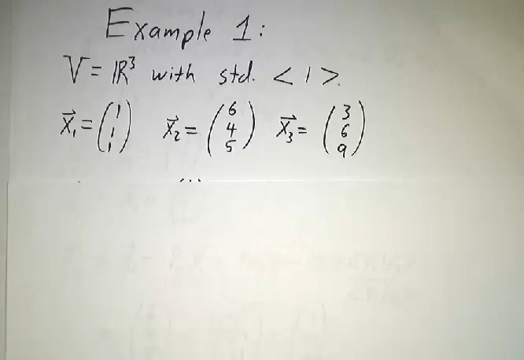 Example 1:
V = ℝ³ with std. < | >.
x⃗₁ = (1 1 1) x⃗₂ = (6 4 5) x⃗₃ = (3 6 9)
...